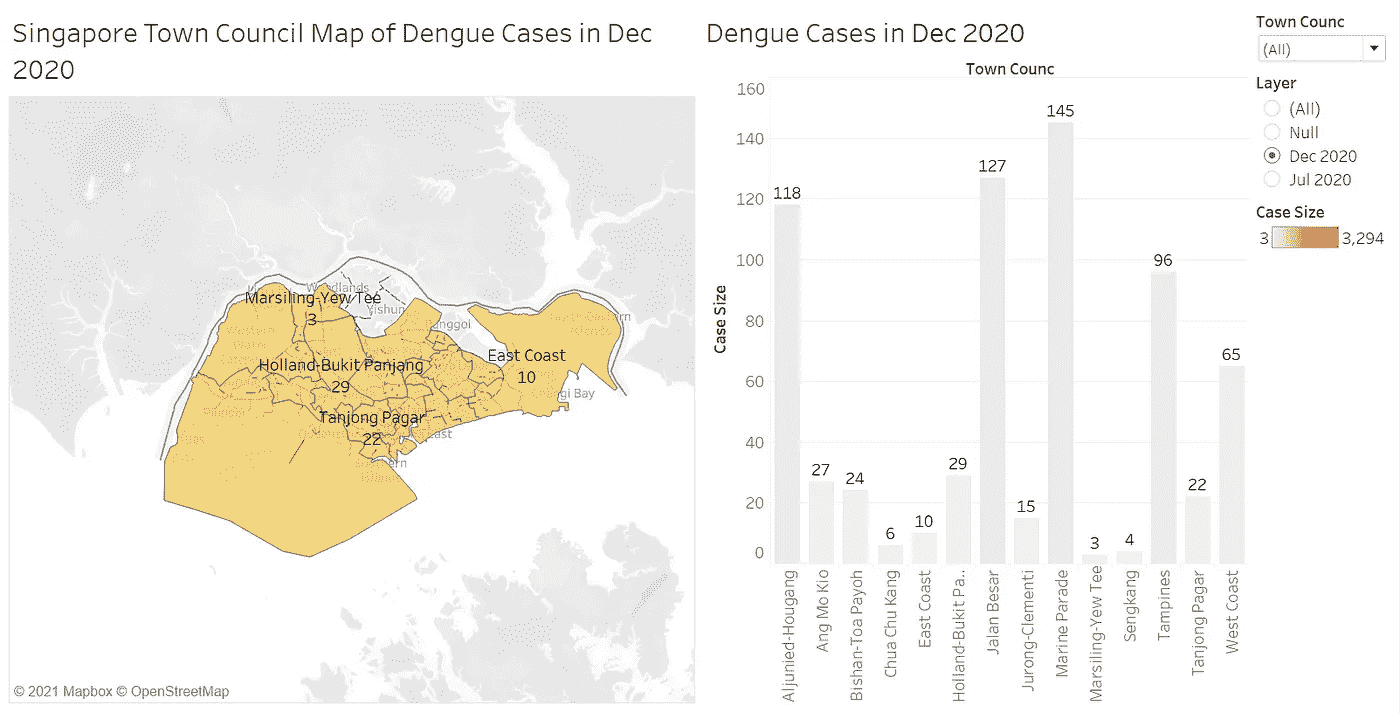 Singapore Town Council Map of Dengue Cases in Dec
2020
Woodlands
Marsiling-Yew Tee
3
Yishun
East Coast
10
Holland-Bukit Panjang
29
Tanjong Pagar
22
© 2021 Mapbox © OpenStreetMap
Dengue Cases in Dec 2020
Town Counc
Case Size
160
140
120
100
80
60
40
20
0
118
27
24
6
10
29
127
15
145
3
4
96
22
65
Aljunied-Hougang
Ang Mo Kio
Bishan-Toa Payoh
Chua Chu Kang
East Coast
Holland-Bukit Pa..
Jalan Besar
Jurong-Clementi
Marine Parade
Marsiling-Yew Tee
Sengkang
Tampines
Tanjong Pagar
West Coast
Town Counc
(All)
Layer
(All)
Null
Dec 2020
Jul 2020
Case Size
3
3,294